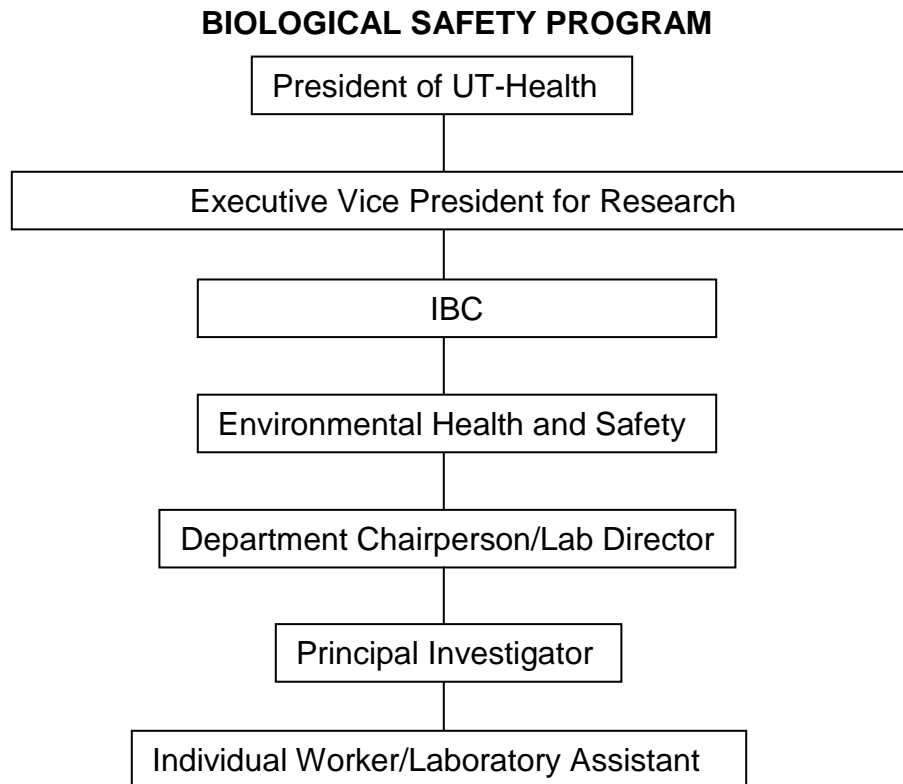 BIOLOGICAL SAFETY PROGRAM
President of UT-Health
Executive Vice President for Research
IBC
Environmental Health and Safety
Department Chairperson/Lab Director
Principal Investigator
Individual Worker/Laboratory Assistant